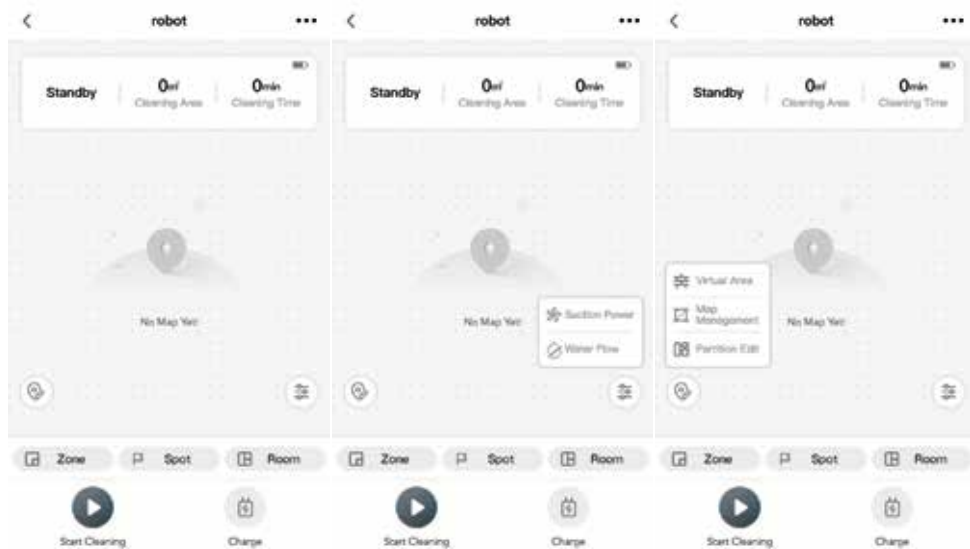 robot
Standby
0㎡
Cleaning Area
0min
Cleaning Time
No Map Yet
Zone
Spot
Room
Start Cleaning
Charge
robot
Standby
0㎡
Cleaning Area
0min
Cleaning Time
No Map Yet
Suction Power
Water Flow
Zone
Spot
Room
Start Cleaning
Charge
robot
Standby
0㎡
Cleaning Area
0min
Cleaning Time
Virtual Area
Map
Management
Partition Edit
No Map Yet
Zone
Spot
Room
Start Cleaning
Charge